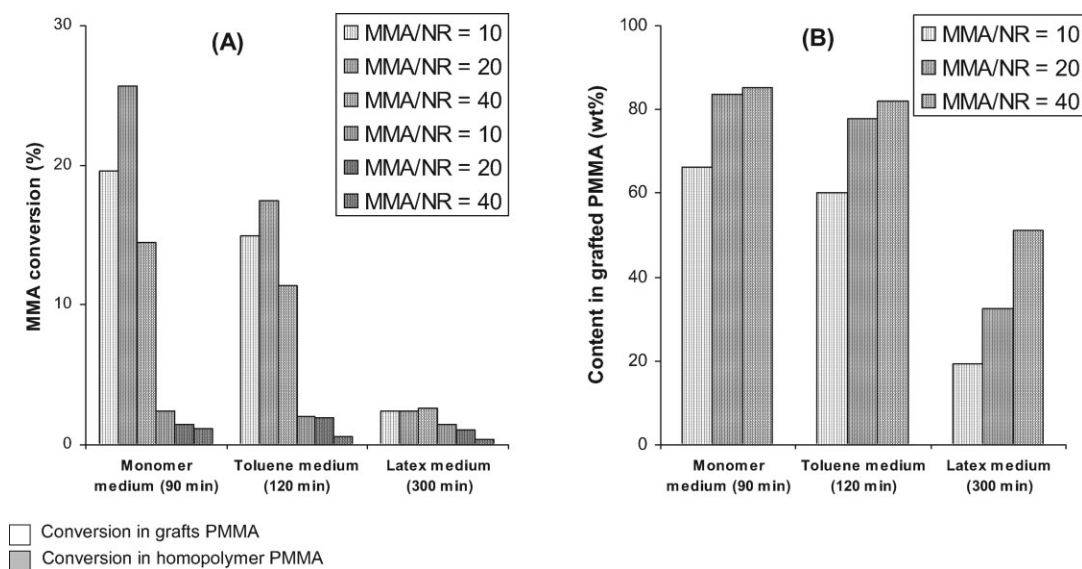 30
20
10
0
MMA conversion (%)
(A)
MMA/NR = 10
MMA/NR = 20
MMA/NR = 40
MMA/NR = 10
MMA/NR = 20
MMA/NR = 40
Monomer
medium (90 min)
Toluene medium
(120 min)
Latex medium
(300 min)
Conversion in grafts PMMA
Conversion in homopolymer PMMA
100
80
60
40
20
0
Content in grafted PMMA (wt%)
(B)
MMA/NR = 10
MMA/NR = 20
MMA/NR = 40
Monomer
medium (90 min)
Toluene medium
(120 min)
Latex medium
(300 min)